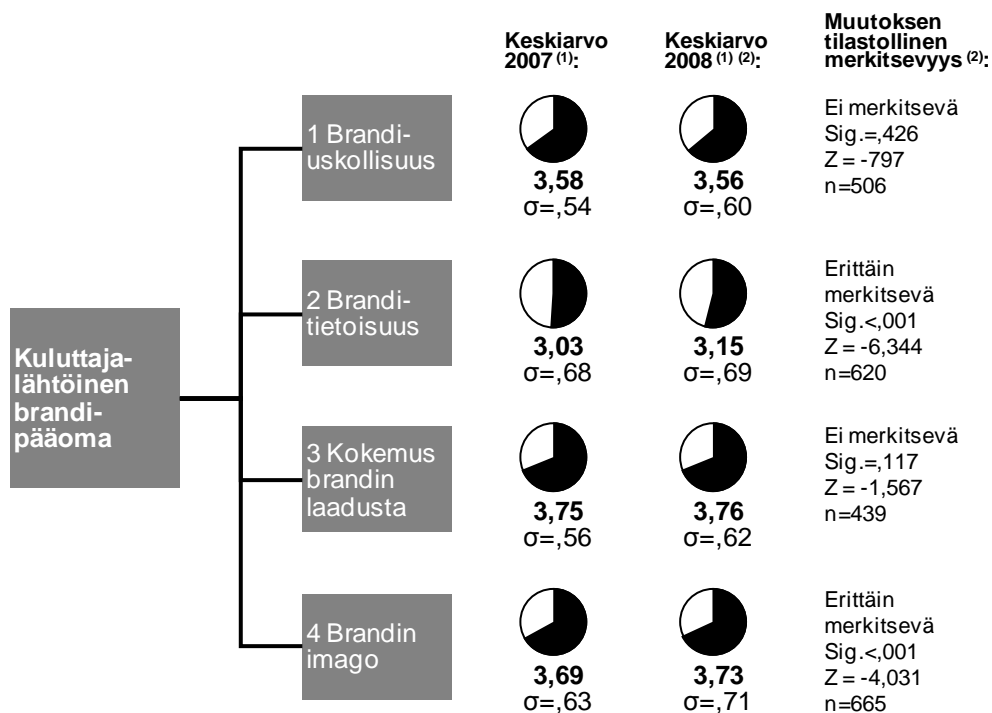 Keskiarvo
2007 (1):
Keskiarvo
2008 (1) (2):
Muutoksen
tilastollinen
merkitsevyys (2):
Kuluttaja-
lähtöinen
brandi-
pääoma
1 Brandi-
uskollisuus
3,58
σ=,54
3,56
σ=,60
Ei merkitsevä
Sig.=,426
Z = -797
n=506
2 Brandi-
tietoisuus
3,03
σ=,68
3,15
σ=,69
Erittäin
merkitsevä
Sig.<,001
Z = -6,344
n=620
3 Kokemus
brandin
laadusta
3,75
σ=,56
3,76
σ=,62
Ei merkitsevä
Sig.=,117
Z = -1,567
n=439
4 Brandin
imago
3,69
σ=,63
3,73
σ=,71
Erittäin
merkitsevä
Sig.<,001
Z = -4,031
n=665